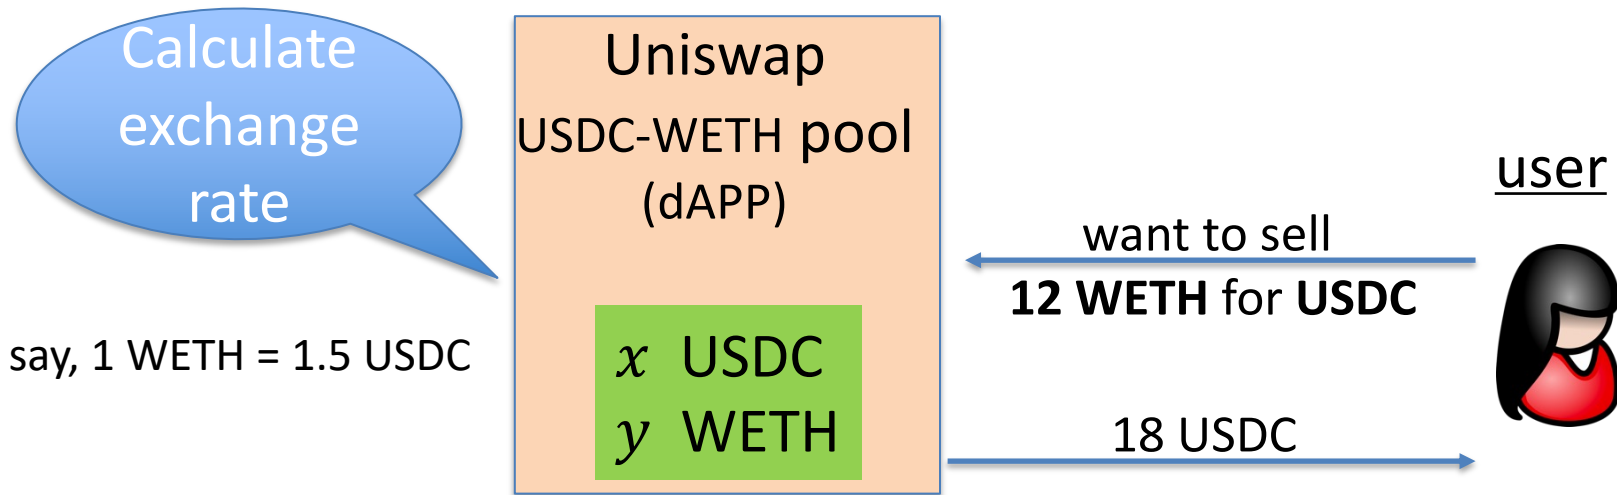 Calculate
exchange
rate
say, 1 WETH = 1.5 USDC
Uniswap
USDC-WETH pool
(dAPP)
x USDC
y WETH
user
want to sell
12 WETH for USDC
18 USDC